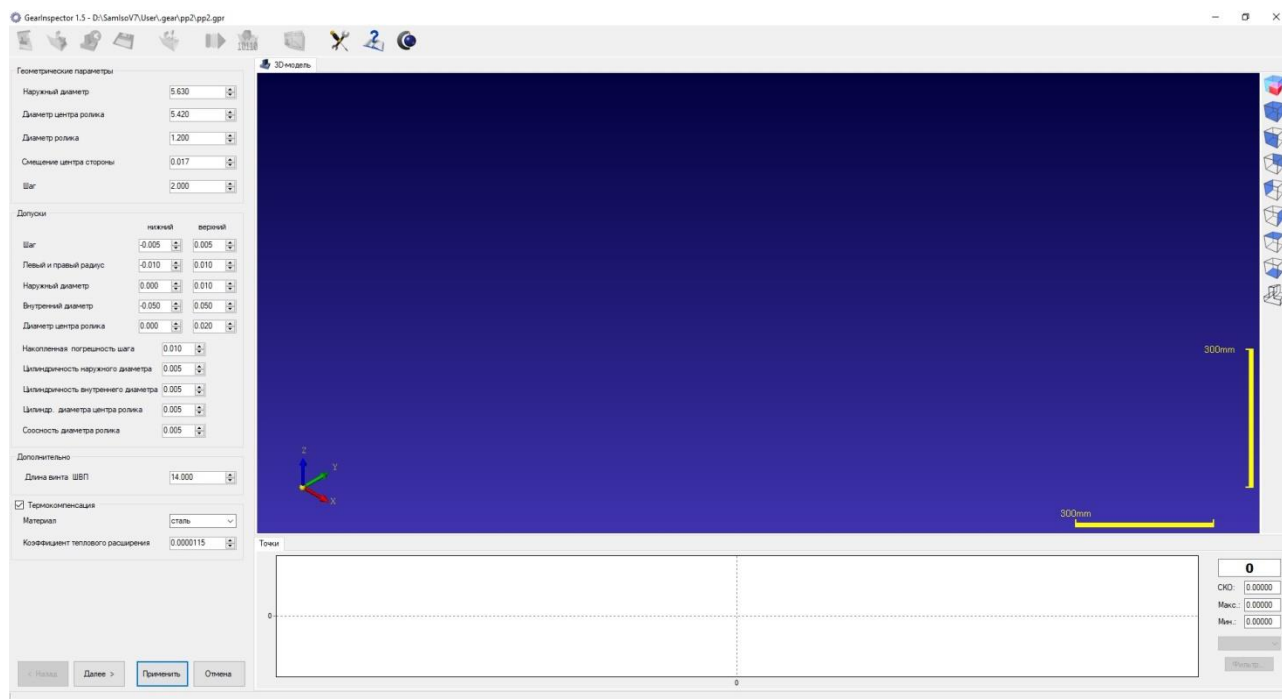 GearInspector 1.5 - D:\SamIsoV7\User\.gear\pp2\pp2.gpr
3D-модель
Геометрические параметры
Наружный диаметр 5.630
Диаметр центра ролика 5.420
Диаметр ролика 1.200
Смещение центра стороны 0.017
Шаг 2.000
Допуски
нижний верхний
Шаг -0.005 0.005
Левый и правый радиус -0.010 0.010
Наружный диаметр 0.000 0.010
Внутренний диаметр -0.050 0.050
Диаметр центра ролика 0.000 0.020
Накопленная погрешность шага 0.010
Цилиндричность наружного диаметра 0.005
Цилиндричность внутреннего диаметра 0.005
Цилиндр. диаметра центра ролика 0.005
Соосность диаметра ролика 0.005
Дополнительно
Длина винта ШВП 14.000
Термокомпенсация
Материал сталь
Коэффициент теплового расширения 0.0000115
< Назад Далее > Применить Отмена
300mm
Z
Y
X
300mm
Точки
0
0
0
СКО: 0.00000
Макс.: 0.00000
Мин.: 0.00000
Фильтр...